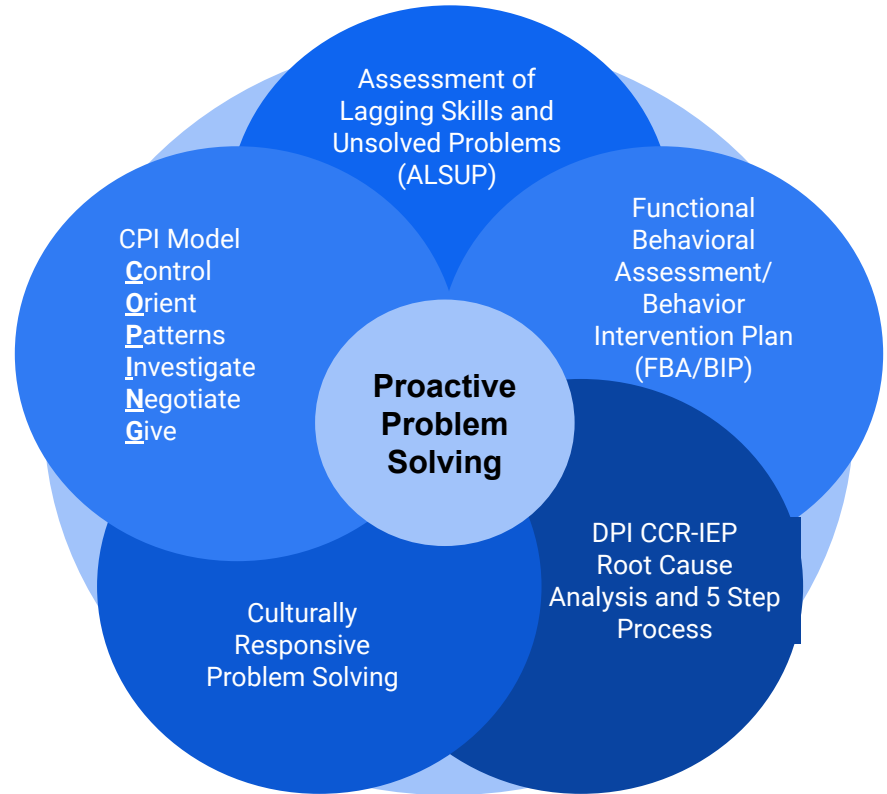 Assessment of
Lagging Skills and
Unsolved Problems
(ALSUP)
Functional
Behavioral
Assessment/
Behavior
Intervention Plan
(FBA/BIP)
CPI Model
Control
Orient
Patterns
Investigate
Negotiate
Give
Proactive
Problem
Solving
DPI CCR-IEP
Root Cause
Analysis and 5 Step
Process
Culturally
Responsive
Problem Solving